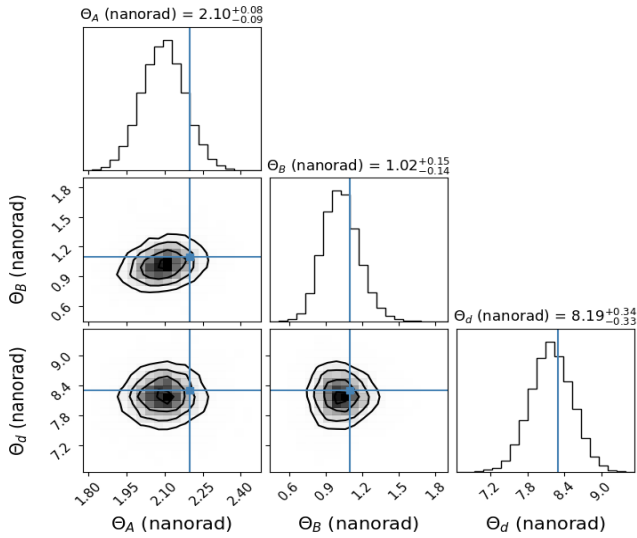 Θ_A (nanorad) = 2.10^{+0.08}_{−0.09}
Θ_B (nanorad) = 1.02^{+0.15}_{−0.14}
Θ_B (nanorad)
1.8
1.5
1.2
0.9
0.6
Θ_d (nanorad) = 8.19^{+0.34}_{−0.33}
Θ_d (nanorad)
9.0
8.4
7.8
7.2
1.80 1.95 2.10 2.25 2.40
0.6 0.9 1.2 1.5 1.8
7.2 7.8 8.4 9.0
Θ_A (nanorad) Θ_B (nanorad) Θ_d (nanorad)